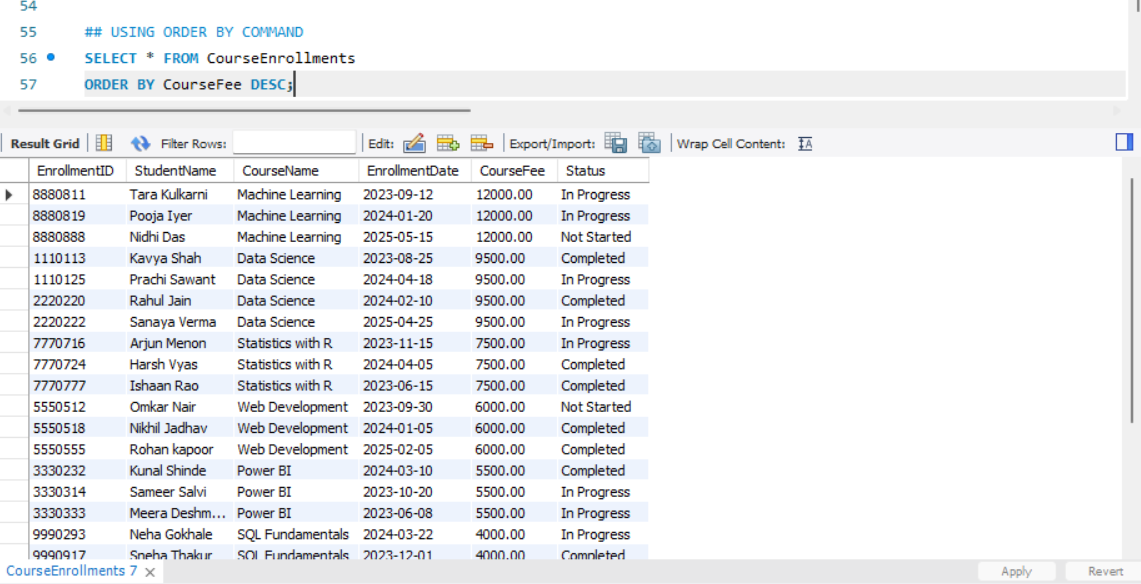 54
55 ## USING ORDER BY COMMAND
56 SELECT * FROM CourseEnrollments
57 ORDER BY CourseFee DESC;
Result Grid Filter Rows: Edit: Export/Import: Wrap Cell Content: IA
EnrollmentID StudentName CourseName EnrollmentDate CourseFee Status
8880811 Tara Kulkarni Machine Learning 2023-09-12 12000.00 In Progress
8880819 Pooja Iyer Machine Learning 2024-01-20 12000.00 In Progress
8880888 Nidhi Das Machine Learning 2025-05-15 12000.00 Not Started
1110113 Kavya Shah Data Science 2023-08-25 9500.00 Completed
1110125 Prachi Sawant Data Science 2024-04-18 9500.00 In Progress
2220220 Rahul Jain Data Science 2024-02-10 9500.00 Completed
2220222 Sanaya Verma Data Science 2025-04-25 9500.00 In Progress
7770716 Arjun Menon Statistics with R 2023-11-15 7500.00 In Progress
7770724 Harsh Vyas Statistics with R 2024-04-05 7500.00 Completed
7770777 Ishaan Rao Statistics with R 2023-06-15 7500.00 Completed
5550512 Omkar Nair Web Development 2023-09-30 6000.00 Not Started
5550518 Nikhil Jadhav Web Development 2024-01-05 6000.00 Completed
5550555 Rohan kapoor Web Development 2025-02-05 6000.00 Completed
3330232 Kunal Shinde Power BI 2024-03-10 5500.00 Completed
3330314 Sameer Salvi Power BI 2023-10-20 5500.00 In Progress
3330333 Meera Deshm... Power BI 2023-06-08 5500.00 In Progress
9990293 Neha Gokhale SQL Fundamentals 2024-03-22 4000.00 In Progress
9990917 Sneha Thakur SQL Fundamentals 2023-12-01 4000.00 Completed
CourseEnrollments 7 Apply Revert